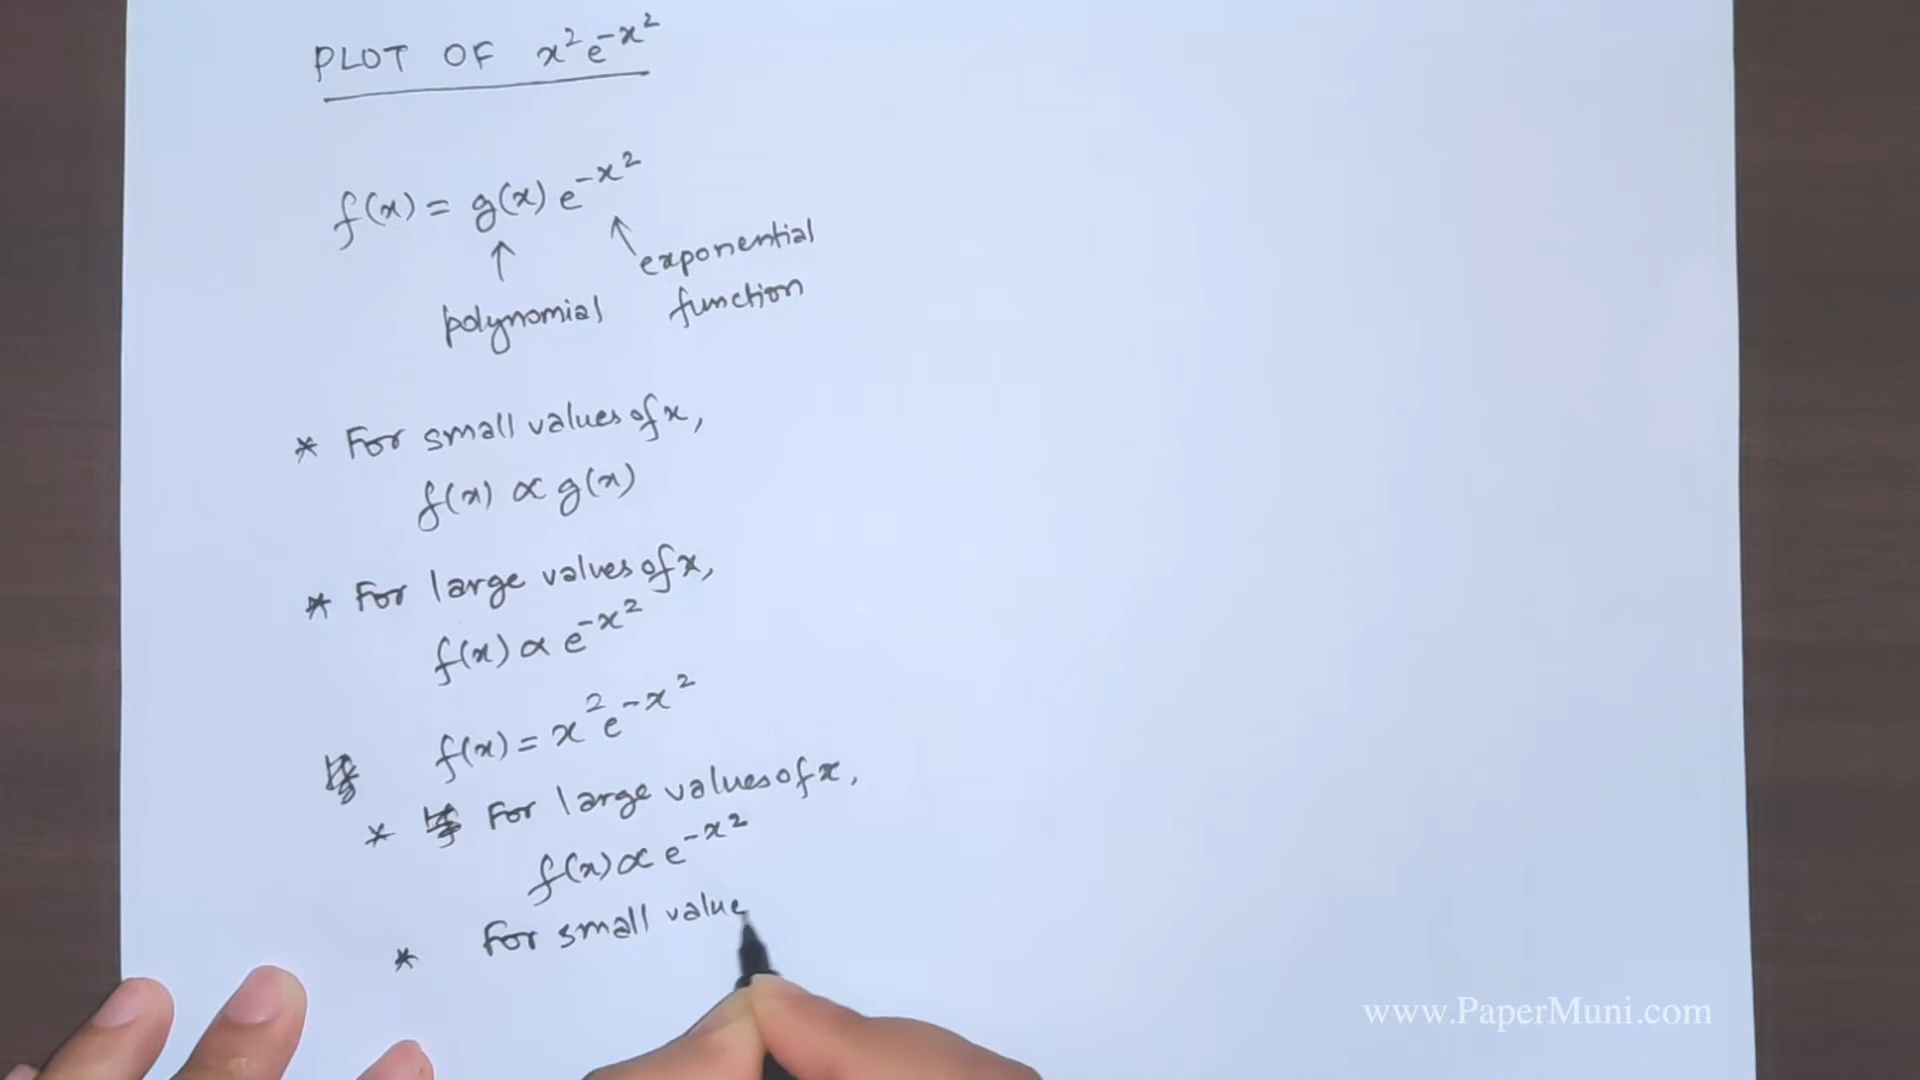 PLOT OF x²e⁻ˣ²
f(x) = g(x) e⁻ˣ²
↑ ↑ exponential
polynomial function
* For small values of x,
f(x) ∝ g(x)
* For large values of x,
f(x) ∝ e⁻ˣ²
f(x) = x²e⁻ˣ²
* For large values of x,
f(x) ∝ e⁻ˣ²
* For small value
www.PaperMuni.com